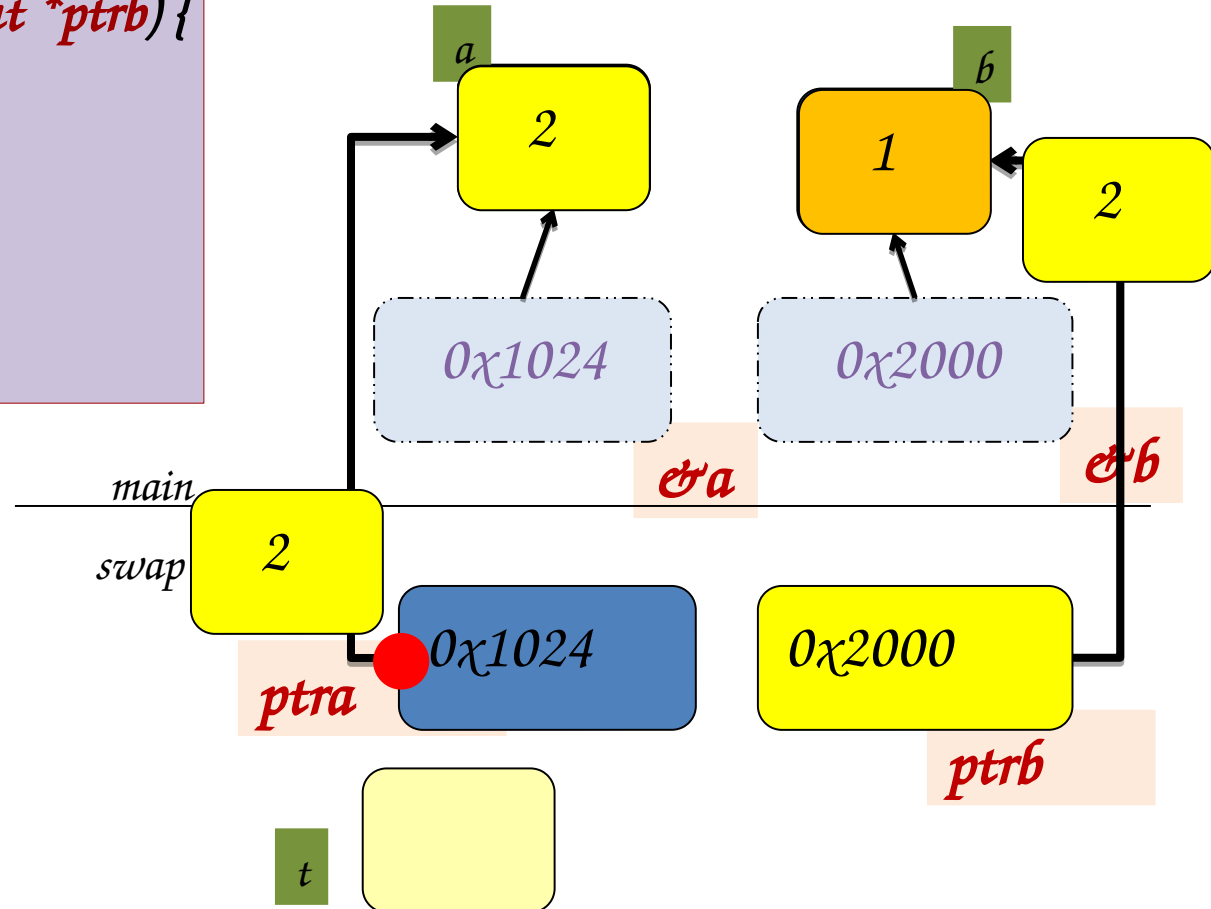 *ptrb) {
a
b
2
1
2
0x1024
0x2000
&a
&b
main
2
swap
0x1024
0x2000
ptra
ptrb
t